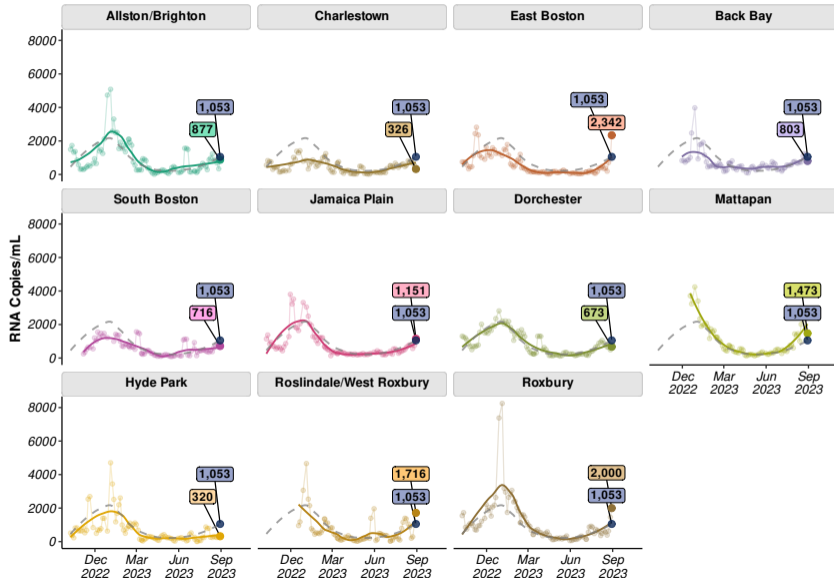 Allston/Brighton
Charlestown
East Boston
Back Bay
8000
6000
4000
2000
0
1,053
877
1,053
326
1,053
2,342
1,053
803
South Boston
Jamaica Plain
Dorchester
Mattapan
RNA Copies/mL
8000
6000
4000
2000
0
1,053
716
1,151
1,053
1,053
673
1,473
1,053
Dec 2022
Mar 2023
Jun 2023
Sep 2023
Hyde Park
Roslindale/West Roxbury
Roxbury
8000
6000
4000
2000
0
1,053
320
1,716
1,053
2,000
1,053
Dec 2022
Mar 2023
Jun 2023
Sep 2023
Dec 2022
Mar 2023
Jun 2023
Sep 2023
Dec 2022
Mar 2023
Jun 2023
Sep 2023